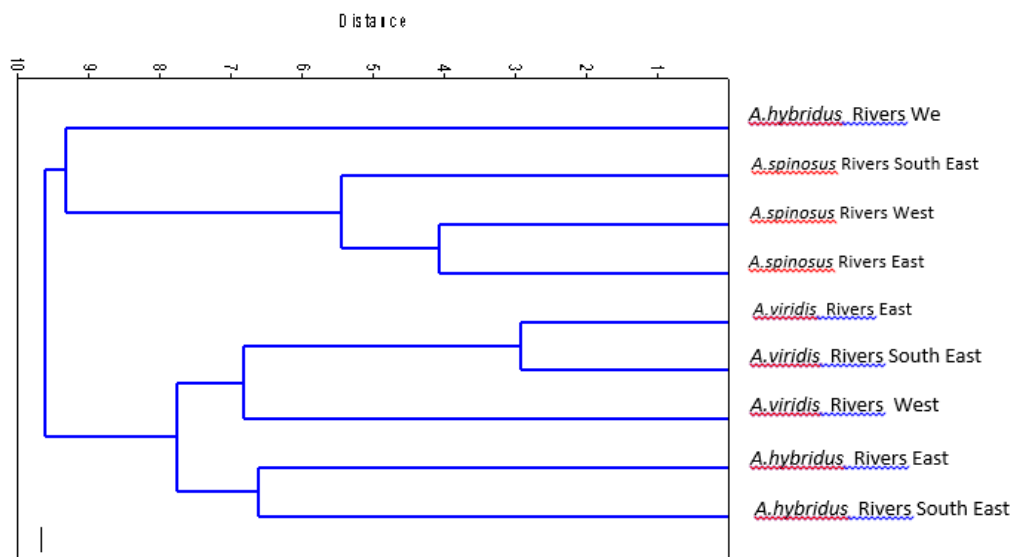 Distance
10 9 8 7 6 5 4 3 2 1
A.hybridus Rivers We
A.spinosus Rivers South East
A.spinosus Rivers West
A.spinosus Rivers East
A.viridis Rivers East
A.viridis Rivers South East
A.viridis Rivers West
A.hybridus Rivers East
A.hybridus Rivers South East